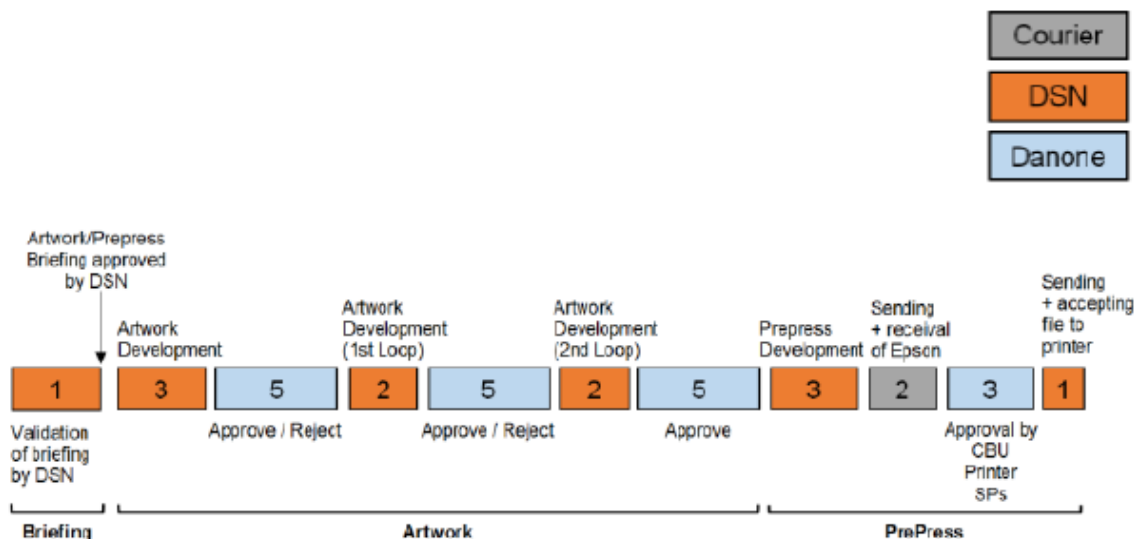 Courier
DSN
Danone
Artwork/Prepress
Briefing approved
by DSN
Artwork
Development
Artwork
Development
(1st Loop)
Artwork
Development
(2nd Loop)
Prepress
Development
Sending
+ receival
of Epson
Sending
+ accepting
file to
printer
1
3
5
2
5
2
5
3
2
3
1
Validation
of briefing
by DSN
Approve / Reject
Approve / Reject
Approve
Approval by
CBU
Printer
SPs
Briefing
Artwork
PrePress